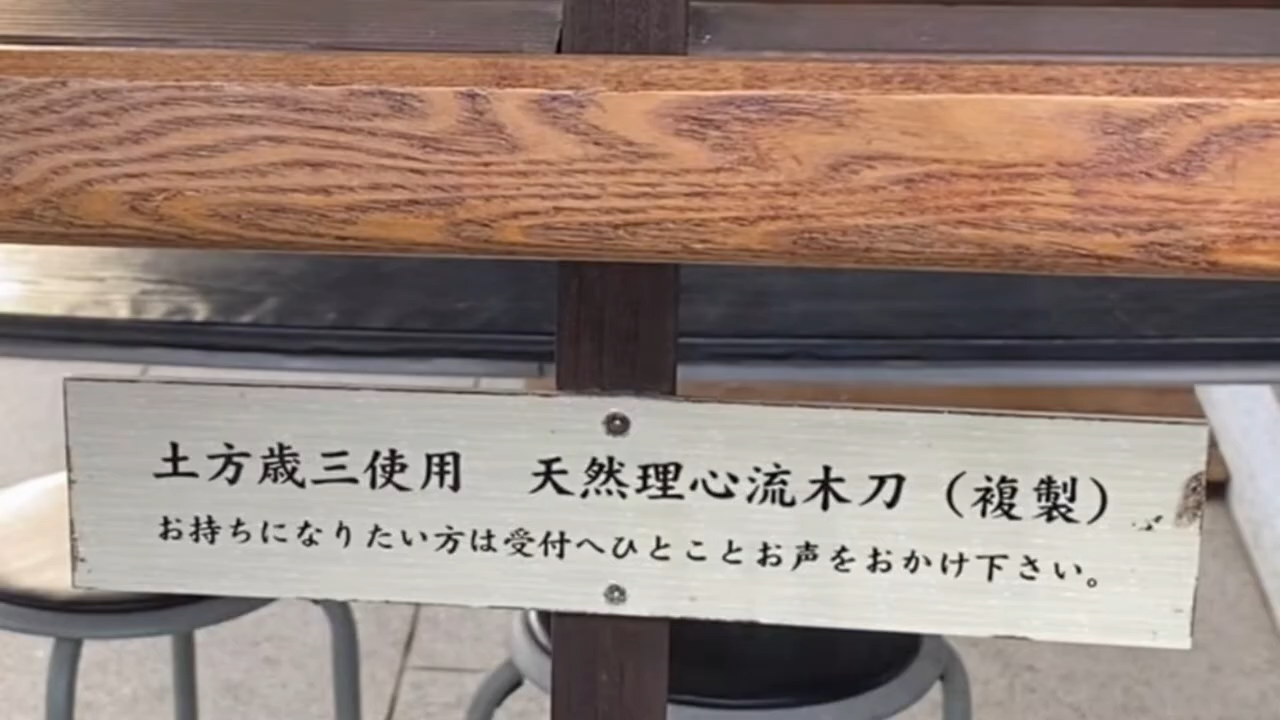 土方歳三使用　天然理心流木刀（複製）
お持ちになりたい方は受付へひとことお声をおかけ下さい。